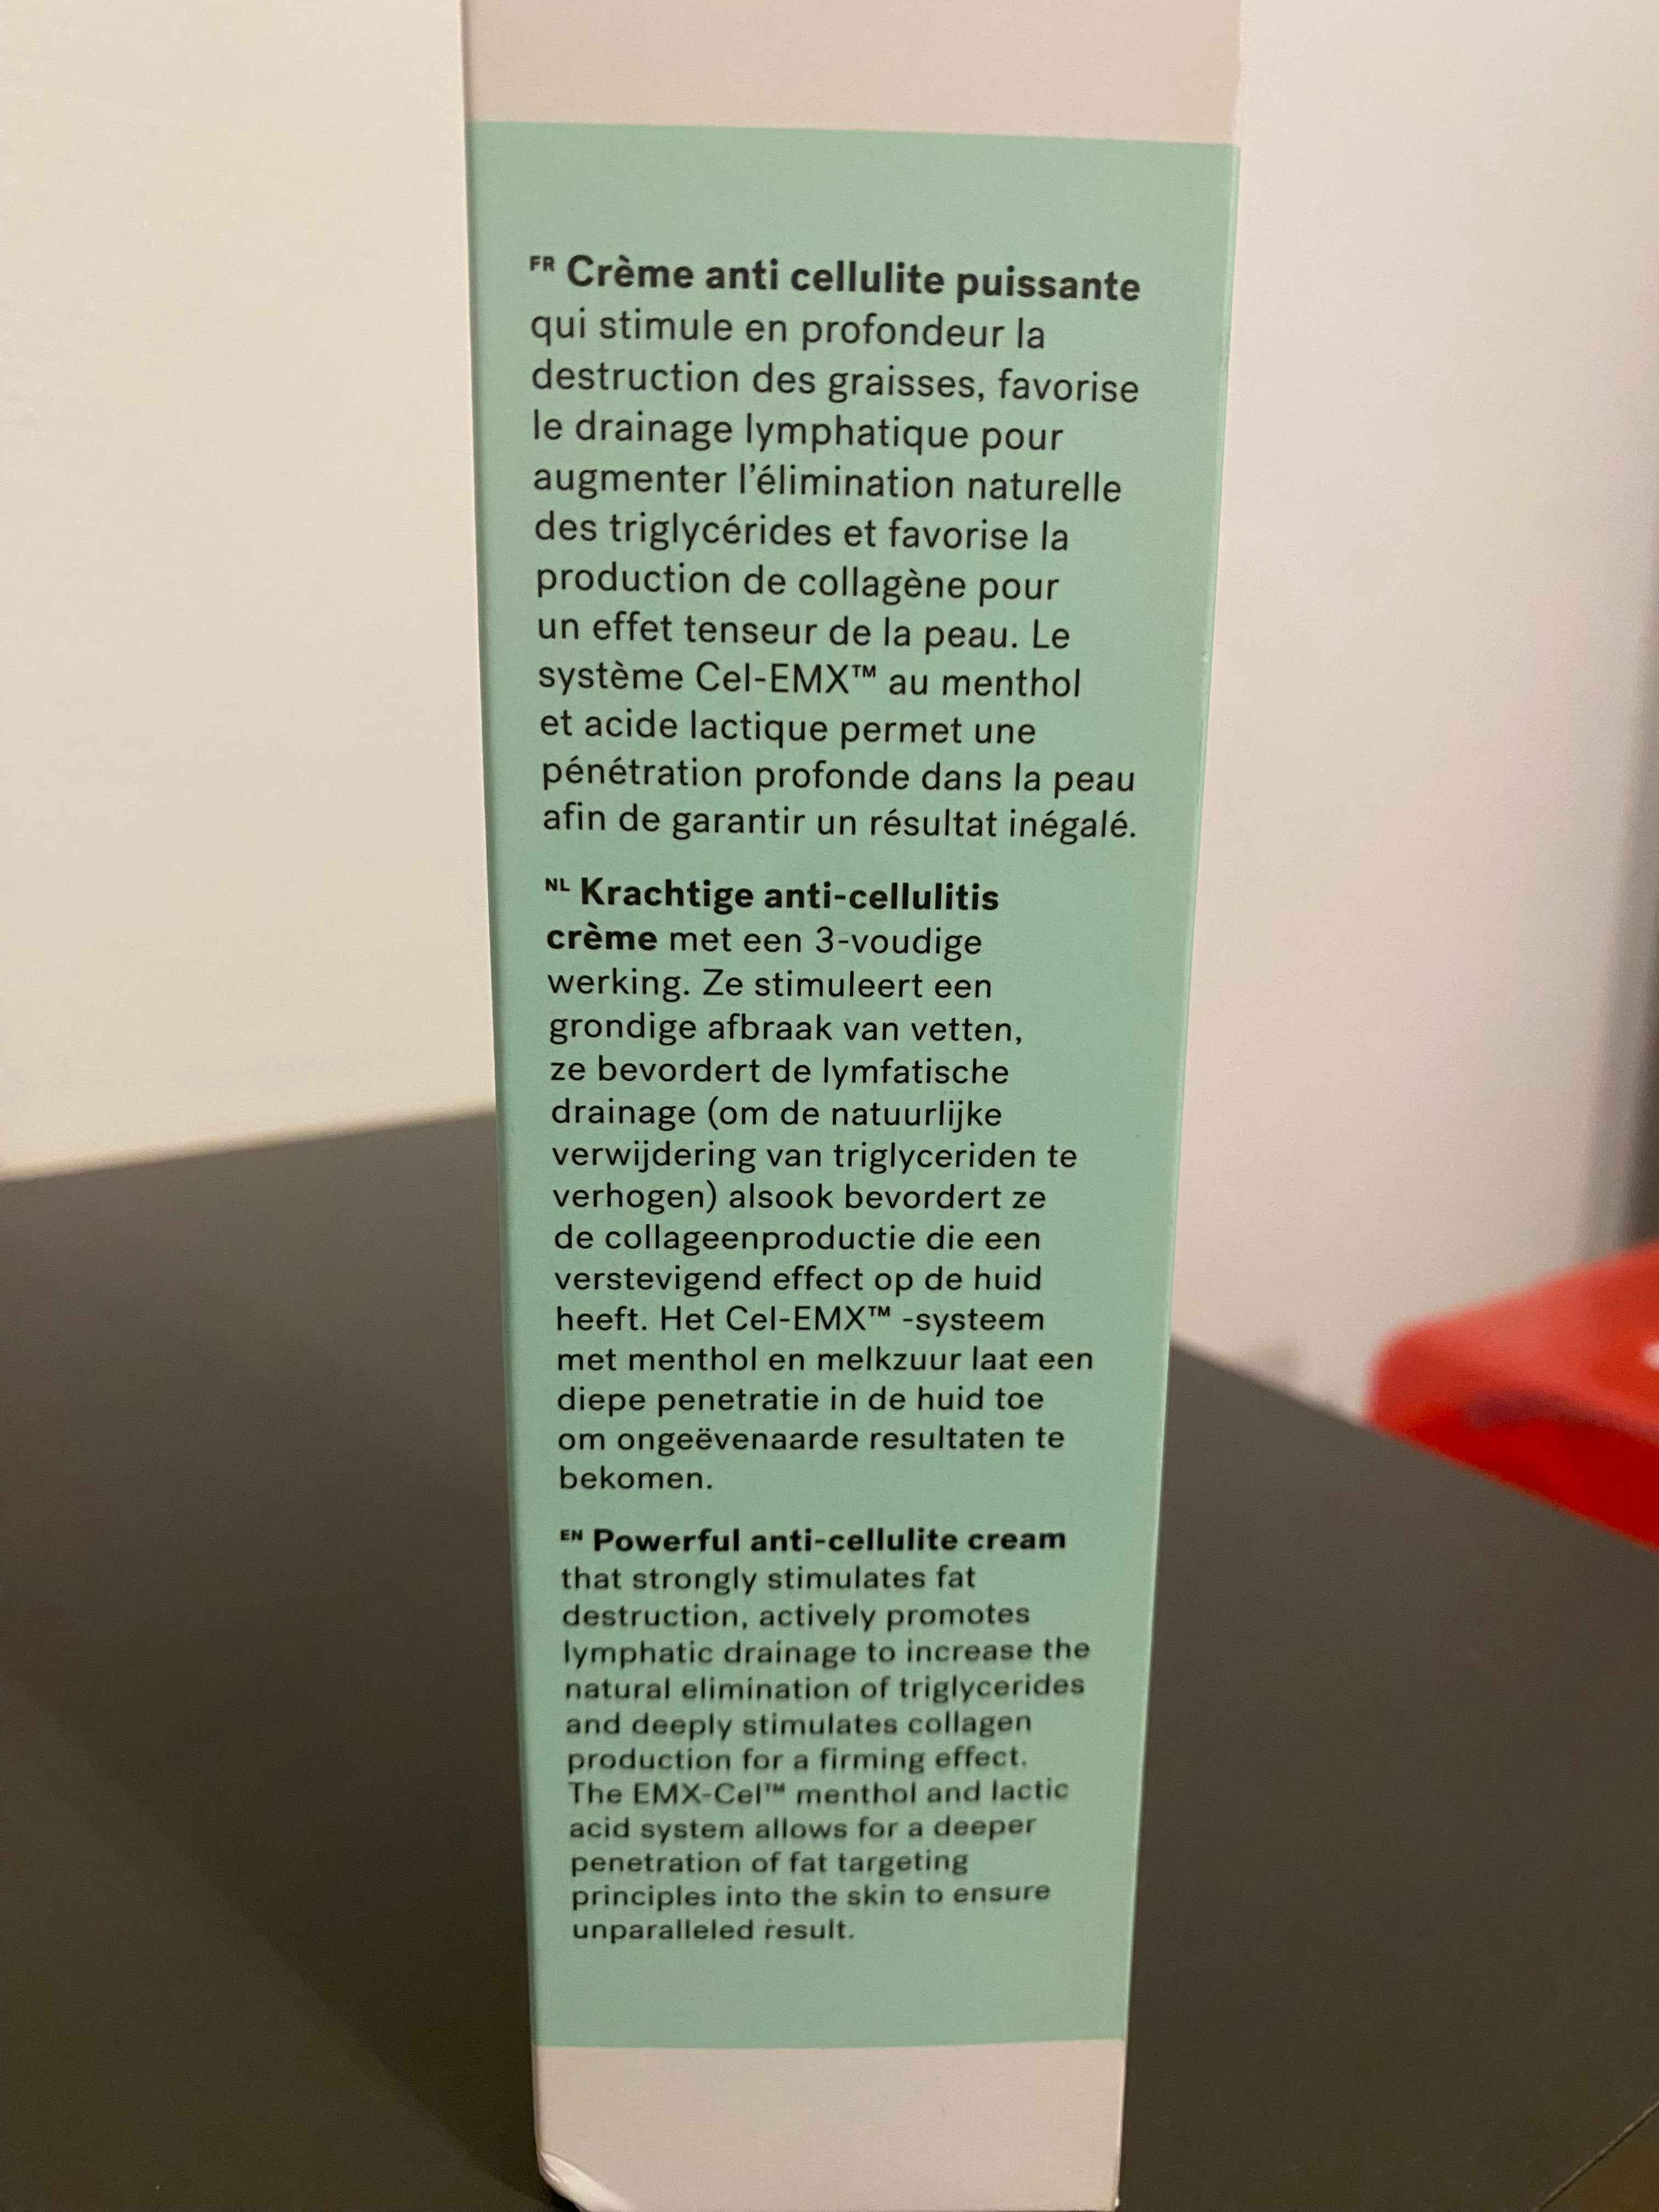 FR Crème anti cellulite puissante
qui stimule en profondeur la
destruction des graisses, favorise
le drainage lymphatique pour
augmenter l'élimination naturelle
des triglycérides et favorise la
production de collagène pour
un effet tenseur de la peau. Le
système Cel-EMX™ au menthol
et acide lactique permet une
pénétration profonde dans la peau
afin de garantir un résultat inégalé.
NL Krachtige anti-cellulitis
crème met een 3-voudige
werking. Ze stimuleert een
grondige afbraak van vetten,
ze bevordert de lymfatische
drainage (om de natuurlijke
verwijdering van triglyceriden te
verhogen) alsook bevordert ze
de collageenproductie die een
verstevigend effect op de huid
heeft. Het Cel-EMX™ -systeem
met menthol en melkzuur laat een
diepe penetratie in de huid toe
om ongeëvenaarde resultaten te
bekomen.
EN Powerful anti-cellulite cream
that strongly stimulates fat
destruction, actively promotes
lymphatic drainage to increase the
natural elimination of triglycerides
and deeply stimulates collagen
production for a firming effect.
The EMX-Cel™ menthol and lactic
acid system allows for a deeper
penetration of fat targeting
principles into the skin to ensure
unparalleled result.